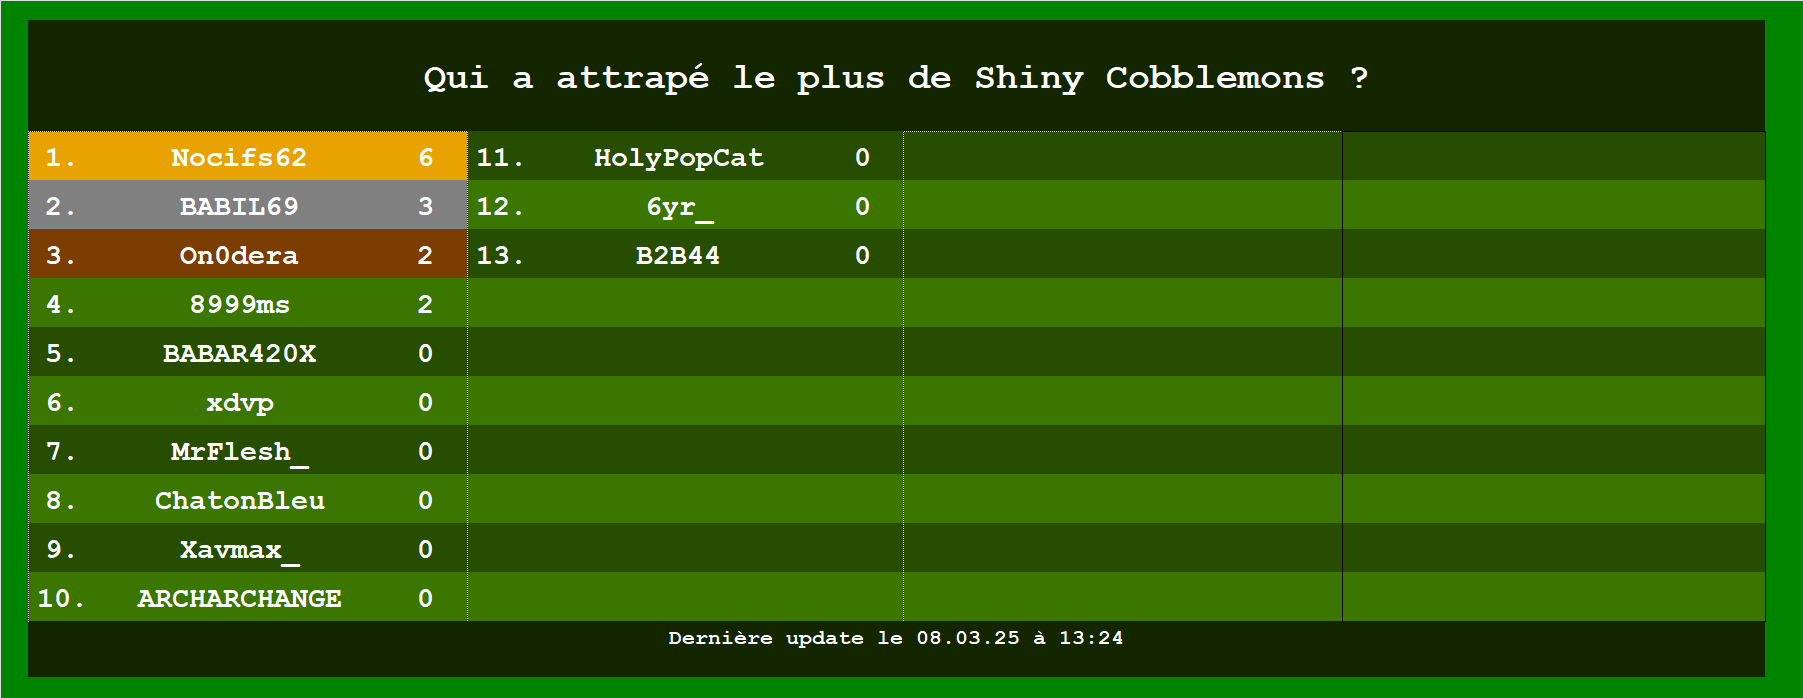 Qui a attrapé le plus de Shiny Cobblemons ?
1. Nocifs62 6 11. HolyPopCat 0
2. BABIL69 3 12. 6yr_ 0
3. On0dera 2 13. B2B44 0
4. 8999ms 2
5. BABAR420X 0
6. xdvp 0
7. MrFlesh_ 0
8. ChatonBleu 0
9. Xavmax_ 0
10. ARCHARCHANGE 0
Dernière update le 08.03.25 à 13:24